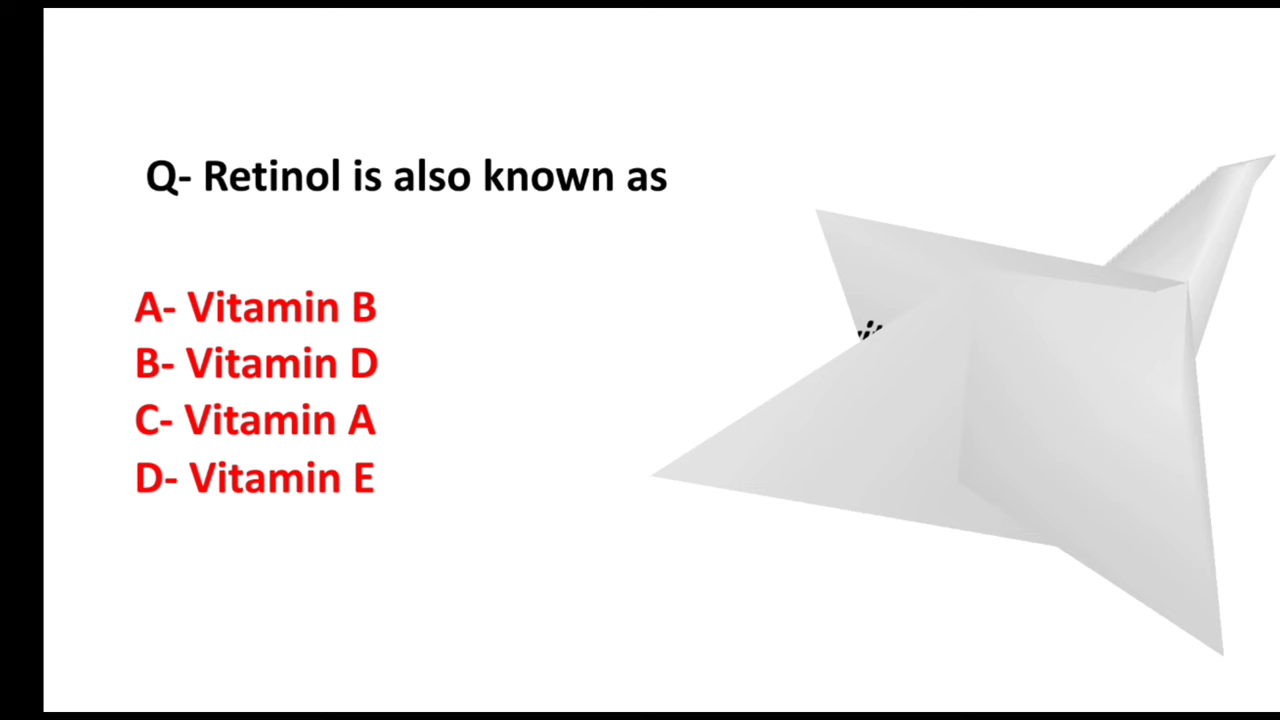 Q- Retinol is also known as
A- Vitamin B
B- Vitamin D
C- Vitamin A
D- Vitamin E